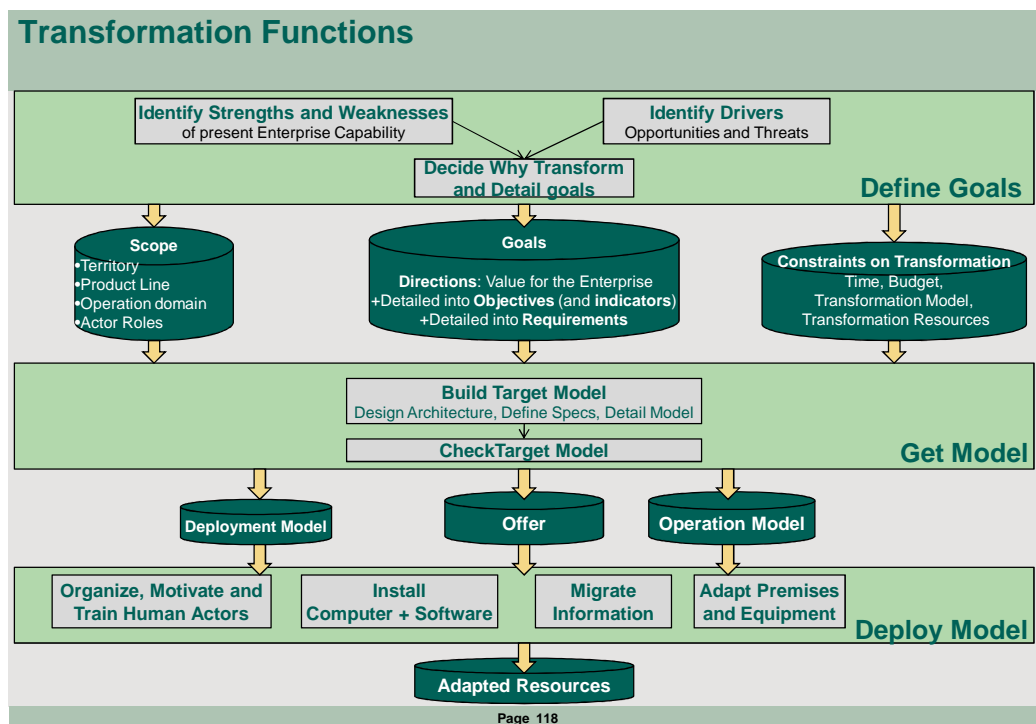 Transformation Functions
Identify Strengths and Weaknesses
of present Enterprise Capability
Identify Drivers
Opportunities and Threats
Decide Why Transform
and Detail goals
Define Goals
Scope
•Territory
•Product Line
•Operation domain
•Actor Roles
Goals
Directions: Value for the Enterprise
+Detailed into Objectives (and indicators)
+Detailed into Requirements
Constraints on Transformation
Time, Budget,
Transformation Model,
Transformation Resources
Build Target Model
Design Architecture, Define Specs, Detail Model
CheckTarget Model
Get Model
Deployment Model
Offer
Operation Model
Organize, Motivate and
Train Human Actors
Install
Computer + Software
Migrate
Information
Adapt Premises
and Equipment
Deploy Model
Adapted Resources
Page 118